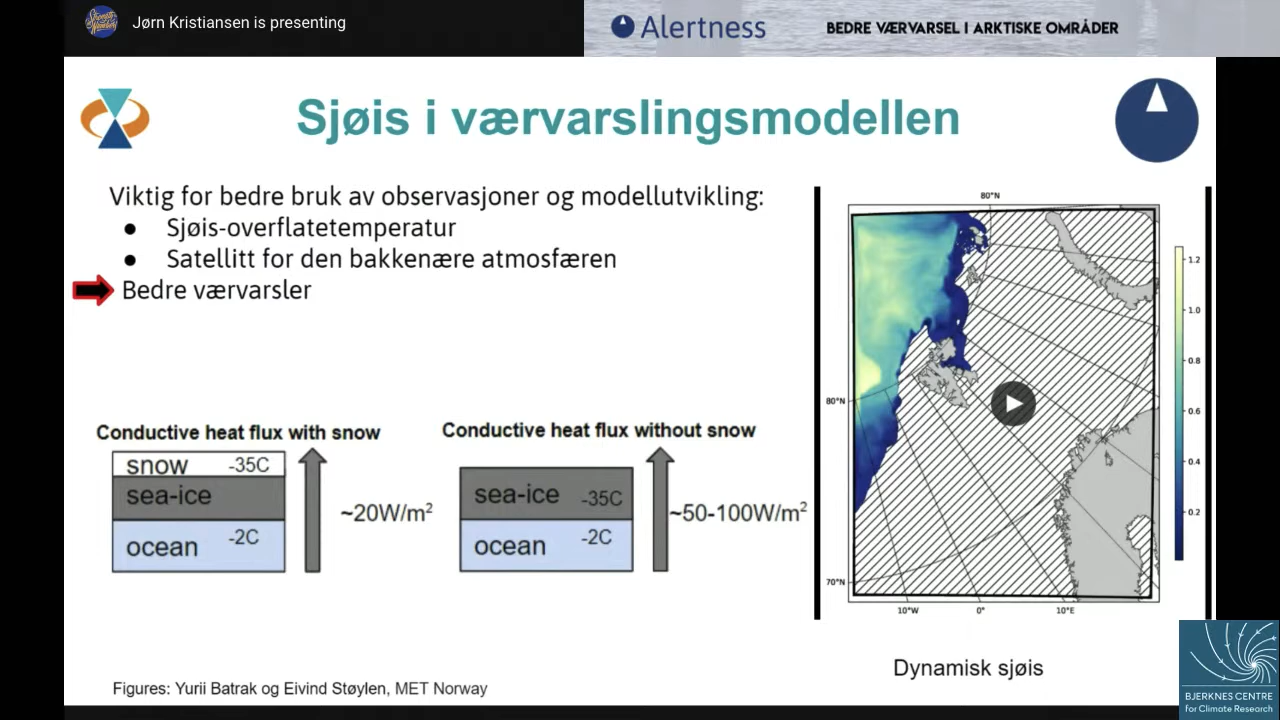 Jørn Kristiansen is presenting
Alertness
BEDRE VÆRVARSEL I ARKTISKE OMRÅDER
Sjøis i værvarslingsmodellen
Viktig for bedre bruk av observasjoner og modellutvikling:
● Sjøis-overflatetemperatur
● Satellitt for den bakkenære atmosfæren
Bedre værvarsler
Conductive heat flux with snow
snow -35C
sea-ice
ocean -2C
~20W/m²
Conductive heat flux without snow
sea-ice -35C
ocean -2C
~50-100W/m²
80°N
80°N
70°N
10°W 0° 10°E
1.2
1.0
0.8
0.6
0.4
0.2
Dynamisk sjøis
Figures: Yurii Batrak og Eivind Støylen, MET Norway
BJERKNES CENTRE
for Climate Research